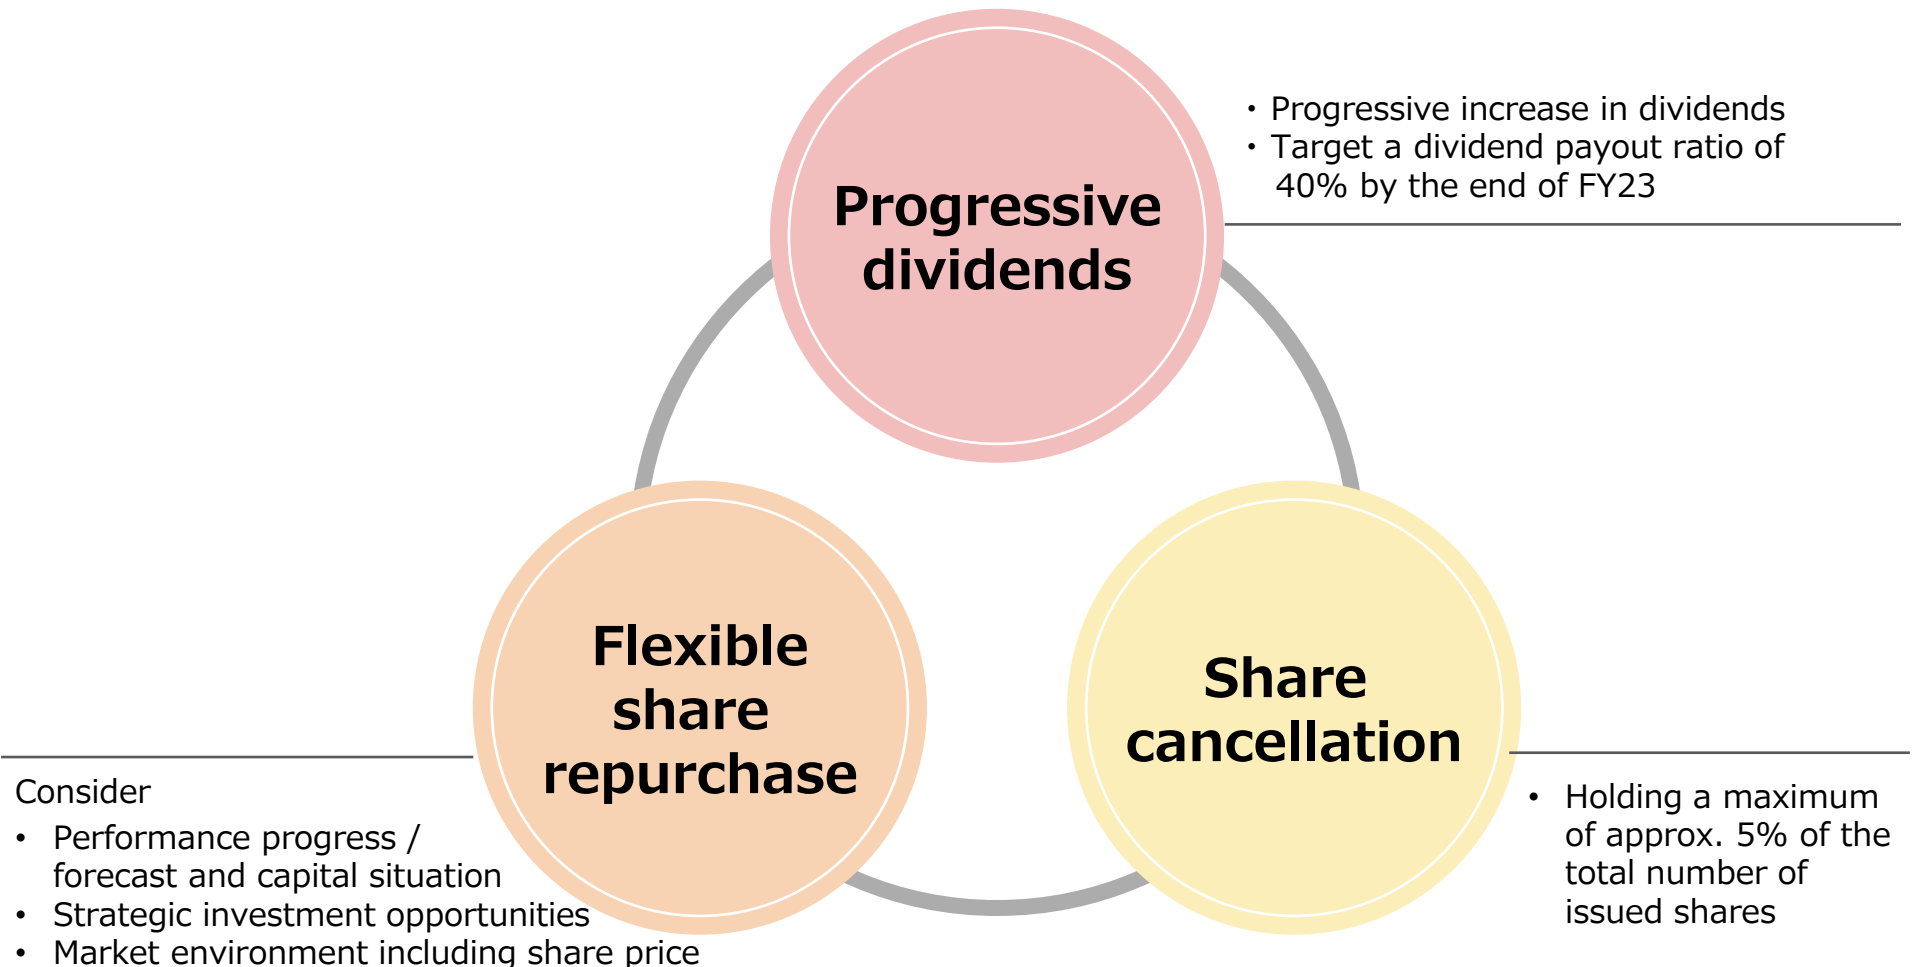 Progressive
dividends
・Progressive increase in dividends
・Target a dividend payout ratio of
40% by the end of FY23
Flexible
share
repurchase
Consider
• Performance progress /
forecast and capital situation
• Strategic investment opportunities
• Market environment including share price
Share
cancellation
• Holding a maximum
of approx. 5% of the
total number of
issued shares